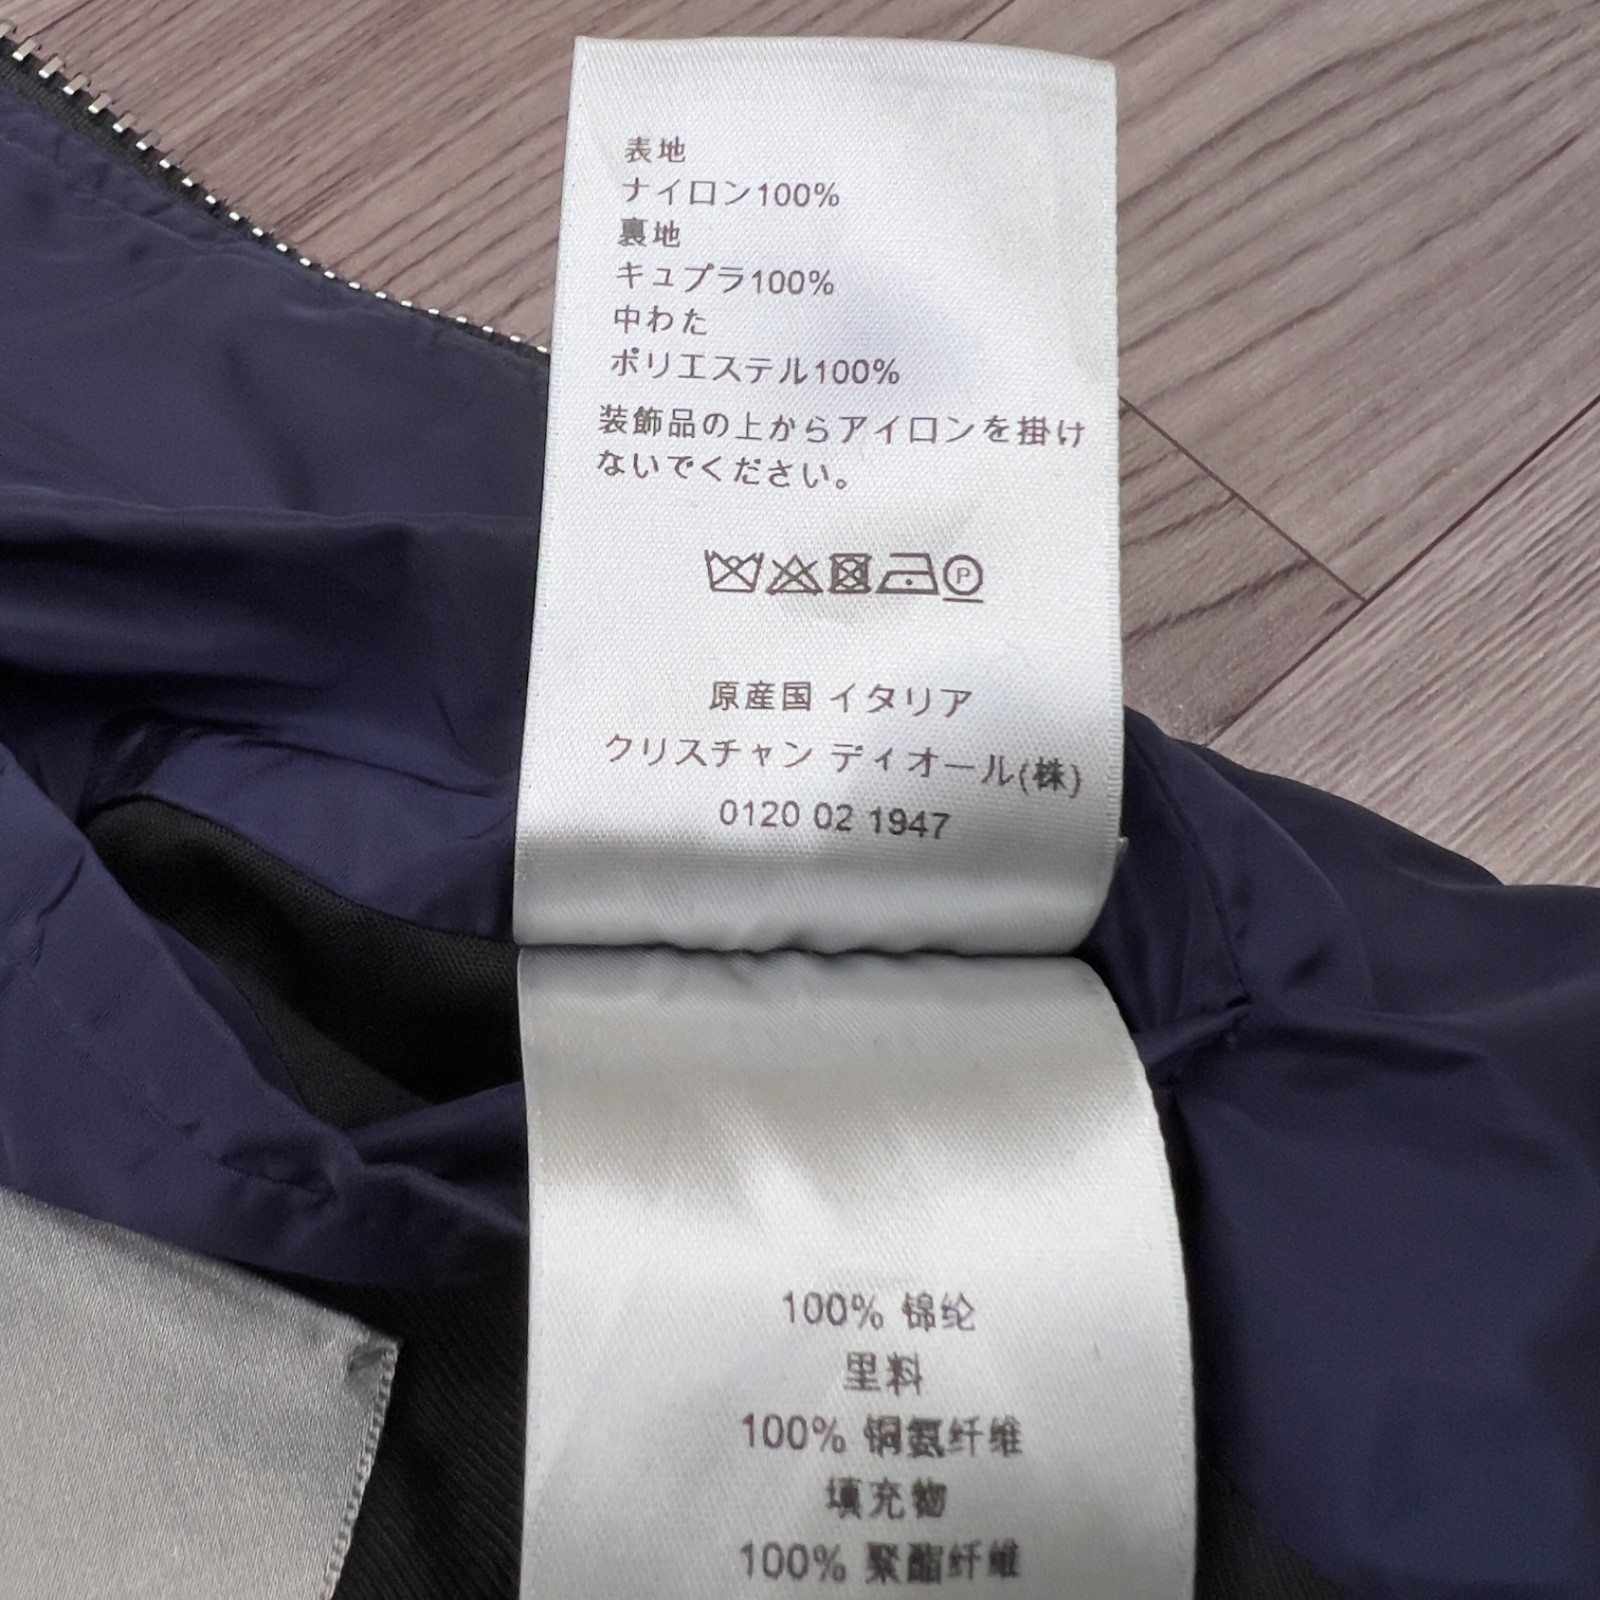 表地
ナイロン100%
裏地
キュプラ100%
中わた
ポリエステル100%
装飾品の上からアイロンを掛け
ないでください。
P
原産国 イタリア
クリスチャン ディオール(株)
0120 02 1947
100% 锦纶
里料
100% 铜氨纤维
填充物
100% 聚酯纤维